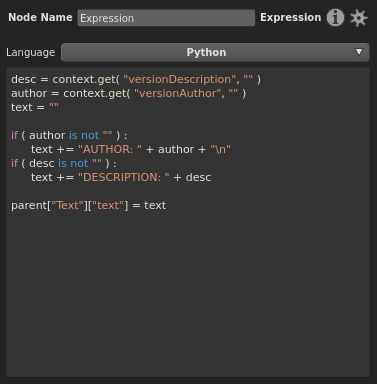 Node Name Expression Expression
Language Python
desc = context.get( "versionDescription", "" )
author = context.get( "versionAuthor", "" )
text = ""
if ( author is not "" ) :
text += "AUTHOR: " + author + "\n"
if ( desc is not "" ) :
text += "DESCRIPTION: " + desc
parent["Text"]["text"] = text